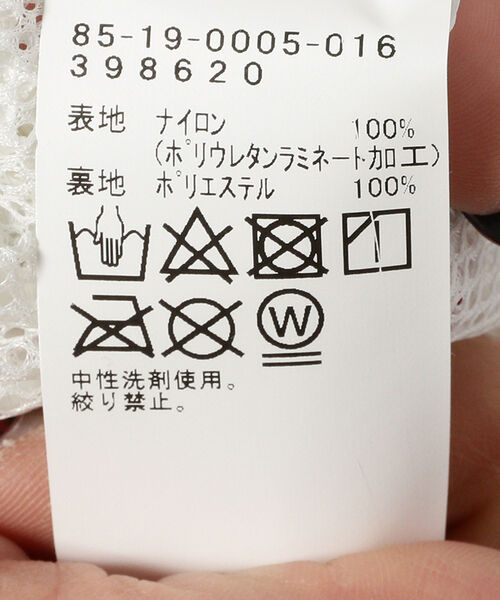 85-19-0005-016
398620
表地 ナイロン 100%
(ポリウレタンラミネート加工)
裏地 ポリエステル 100%
W
中性洗剤使用。
絞り禁止。